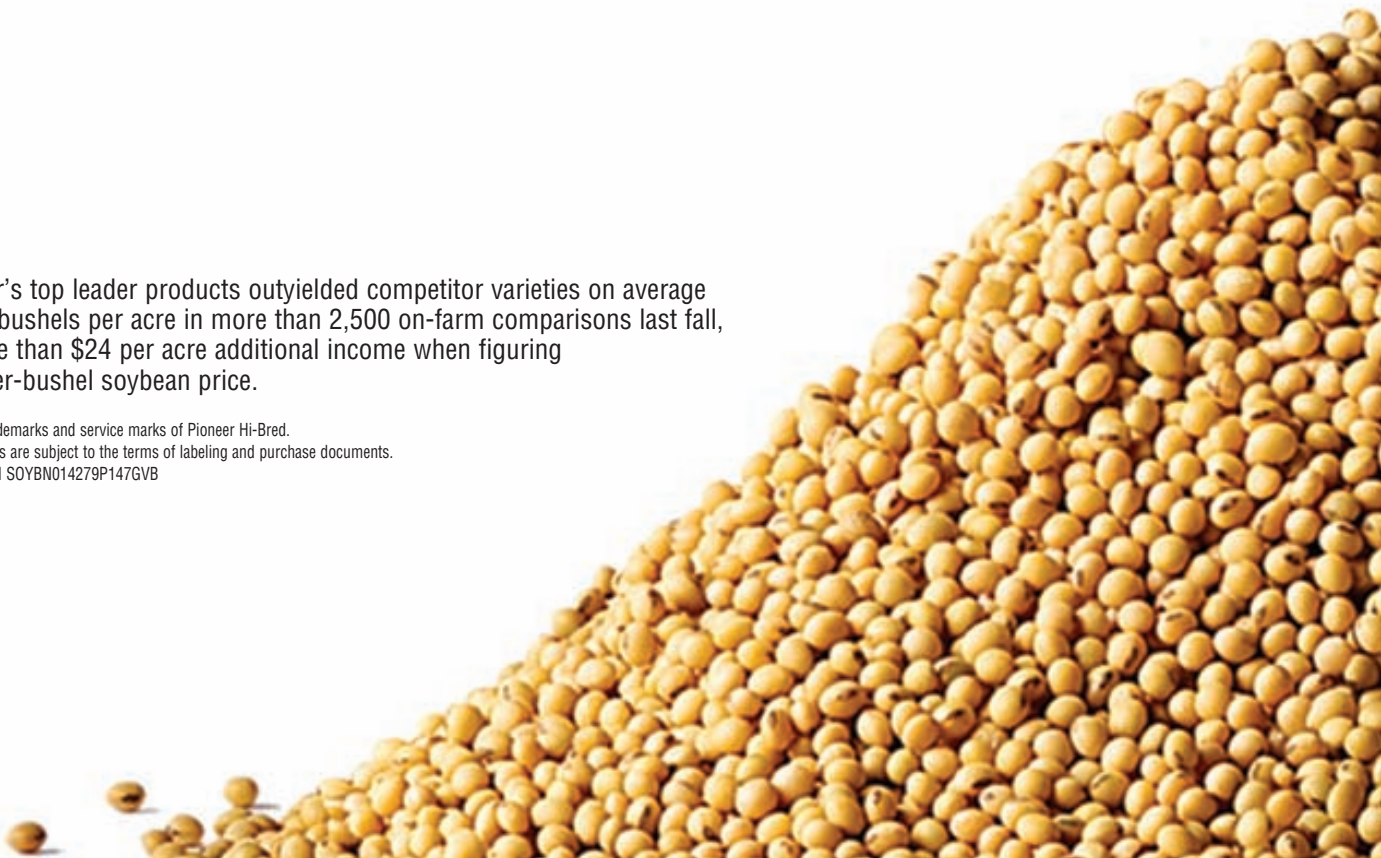 r’s top leader products outyielded competitor varieties on average
bushels per acre in more than 2,500 on-farm comparisons last fall,
e than $24 per acre additional income when figuring
er-bushel soybean price.
demarks and service marks of Pioneer Hi-Bred.
s are subject to the terms of labeling and purchase documents.
SOYBN014279P147GVB